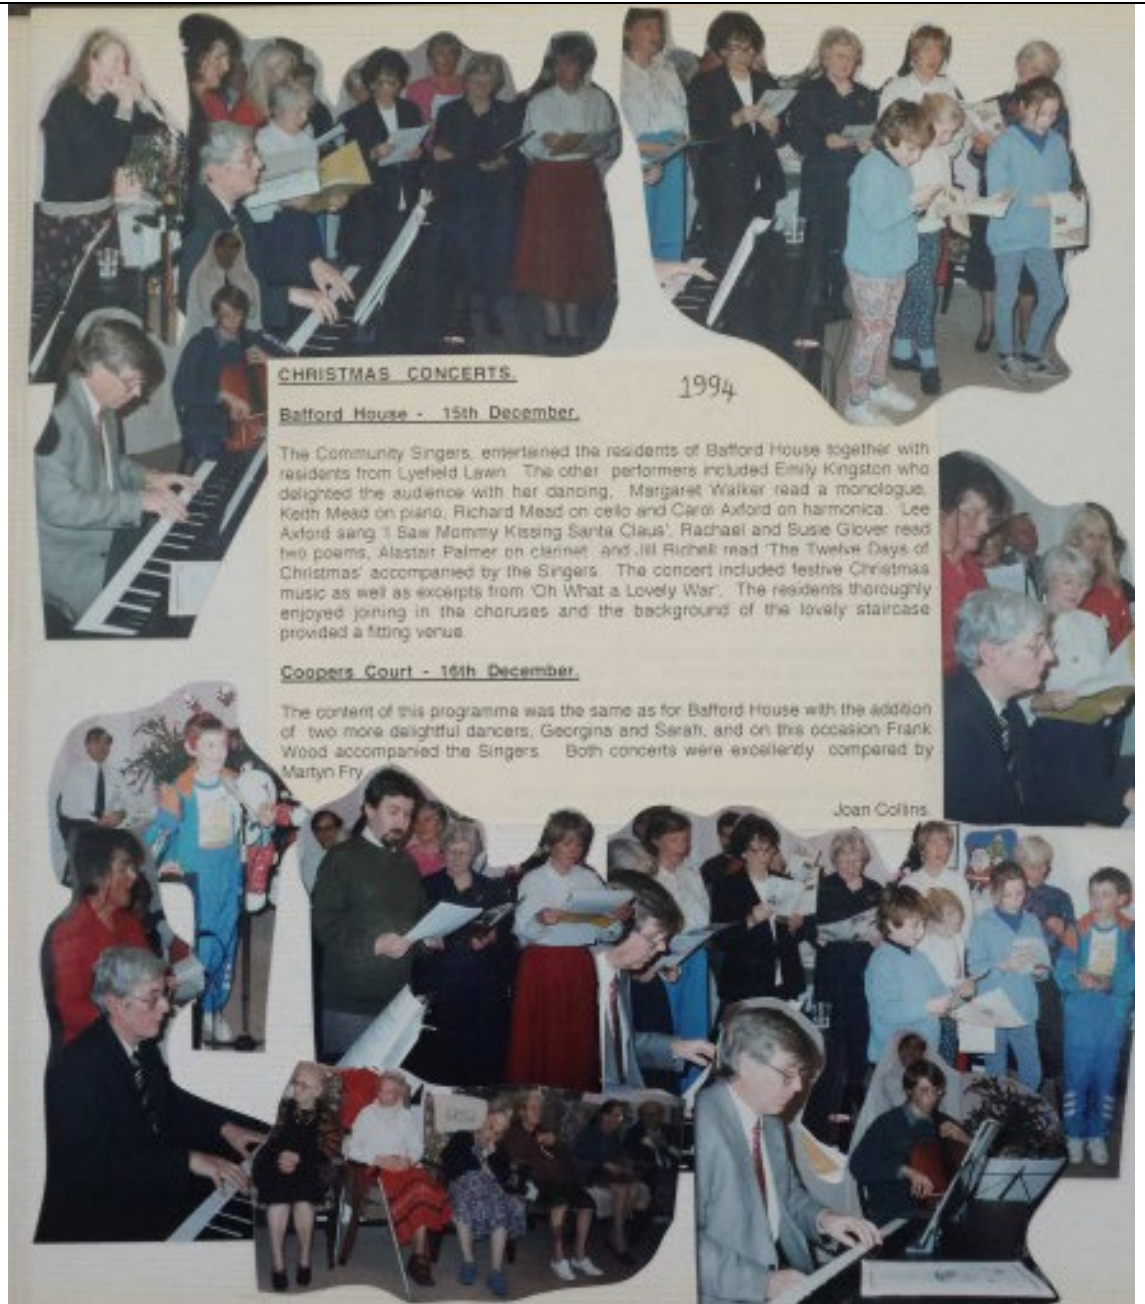 CHRISTMAS CONCERTS.
1994
Bafford House - 15th December.
The Community Singers, entertained the residents of Bafford House together with
residents from Lyefield Lawn. The other performers included Emily Kingston who
delighted the audience with her dancing, Margaret Walker read a monologue,
Keith Mead on piano, Richard Mead on cello and Carol Axford on harmonica. 'Lee
Axford sang 'I Saw Mommy Kissing Santa Claus', Rachael and Susie Glover read
two poems, Alastar Palmer on clarinet and Jill Richell read 'The Twelve Days of
Christmas' accompanied by the Singers. The concert included festive Christmas
music as well as excerpts from 'Oh What a Lovely War'. The residents thoroughly
enjoyed joining in the choruses and the background of the lovely staircase
provided a fitting venue.
Coopers Court - 16th December.
The content of this programme was the same as for Bafford House with the addition
of two more delightful dancers, Georgina and Sarah, and on this occasion Frank
Wood accompanied the Singers. Both concerts were excellently compered by
Martyn Fry.
Joan Collins.